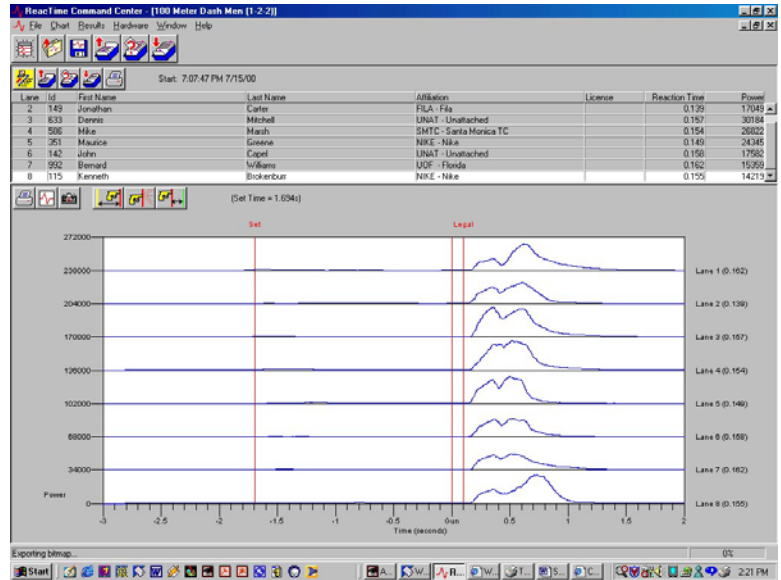 ReacTime Command Center - [100 Meter Dash Men (1-2-2)]
File Chart Results Hardware Window Help
Start: 7:07:47 PM 7/15/00
Lane Id First Name Last Name Affiliation License Reaction Time Power
2 149 Jonathan Carter FILA - Fila 0.139 17049
3 633 Dennis Mitchell UNAT - Unattached 0.157 30184
4 506 Mike Marsh SMTC - Santa Monica TC 0.154 26822
5 351 Maurice Greene NIKE - Nike 0.149 24345
6 142 John Capel UNAT - Unattached 0.158 17582
7 992 Bernard Williams UOF - Florida 0.162 15359
8 115 Kenneth Brokenburr NIKE - Nike 0.155 14219
(Set Time = 1.694s)
Set Legal
272000
Lane 1 (0.162)
204000 Lane 2 (0.139)
170000 Lane 3 (0.157)
136000 Lane 4 (0.154)
102000 Lane 5 (0.149)
68000 Lane 6 (0.158)
34000 Lane 7 (0.162)
Power
0 Lane 8 (0.155)
-3 -2.5 -2 -1.5 -1 -0.5 Gun 0.5 1 1.5 2
Time (seconds)
Exporting bitmap... 0%
Start A... W... R... W... T... S... C... 2:21 PM